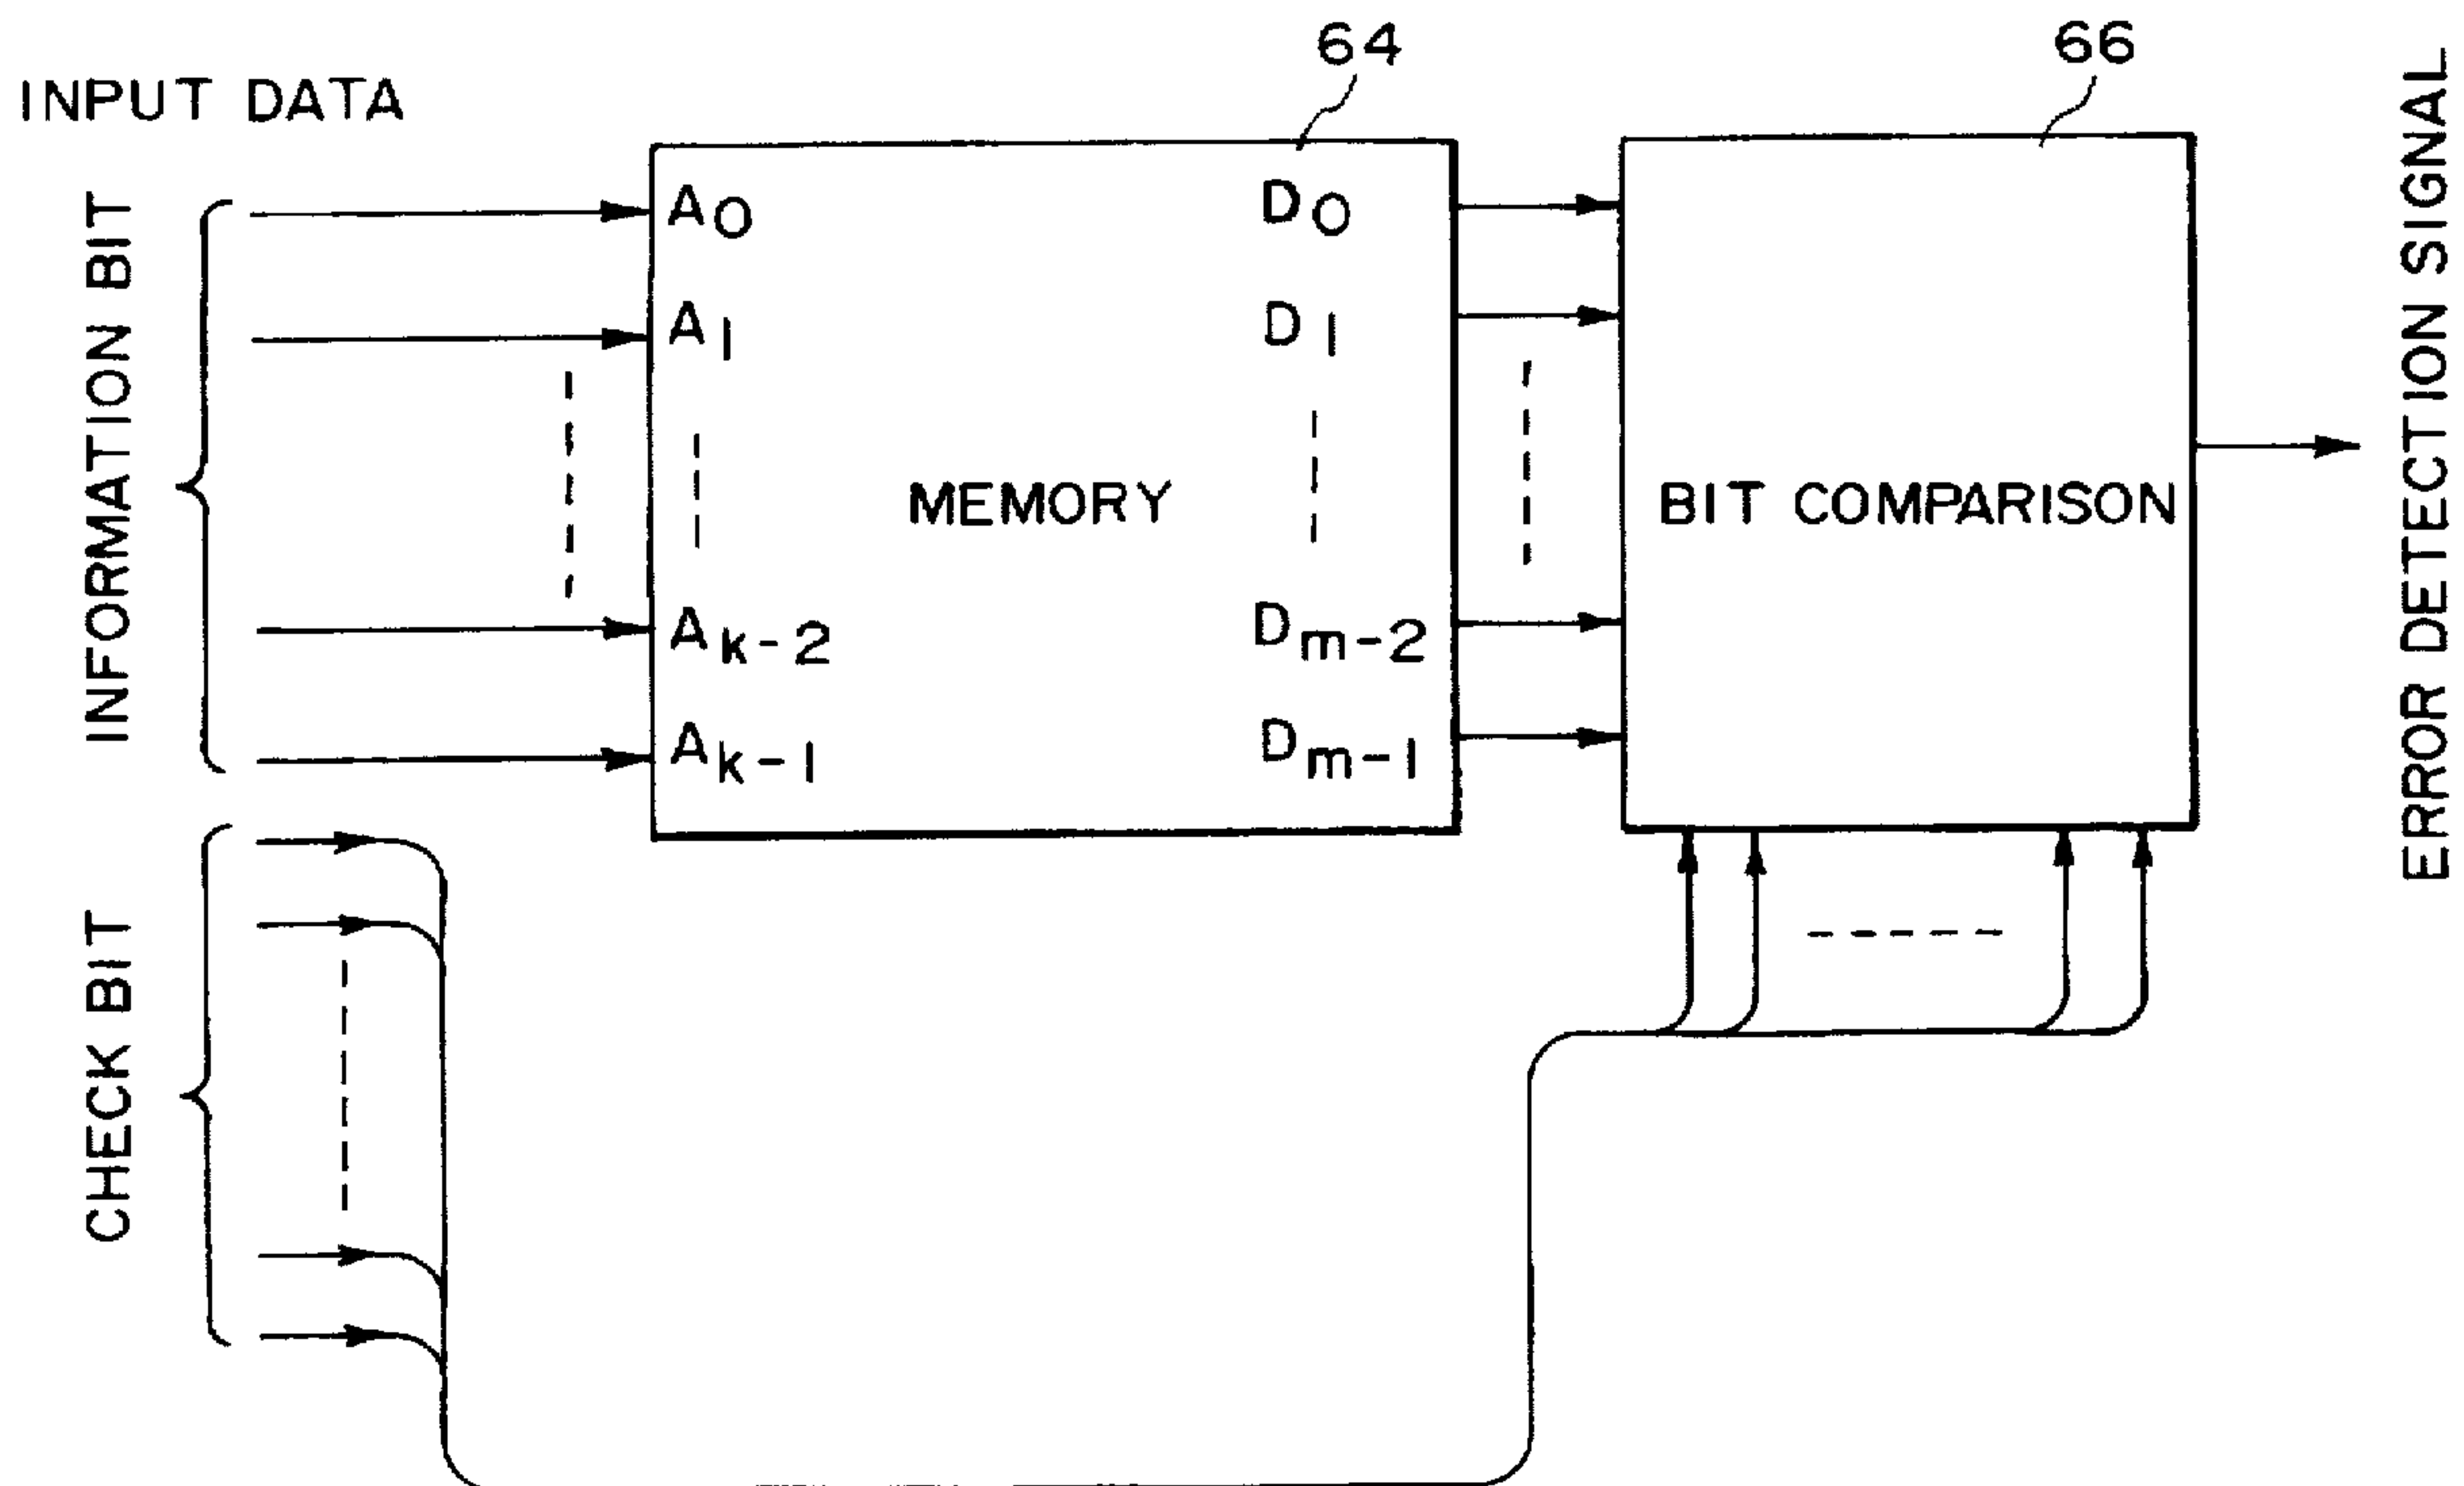 64
66
INPUT DATA
INFORMATION BIT
CHECK BIT
A0
A1
Ak-2
Ak-1
MEMORY
D0
D1
Dm-2
Dm-1
BIT COMPARISON
ERROR DETECTION SIGNAL